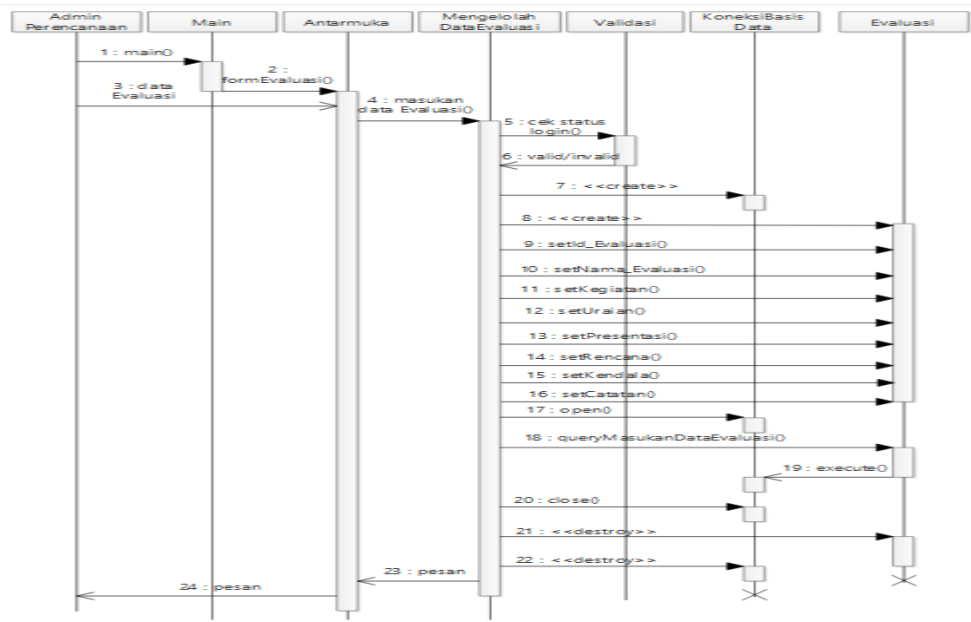 Admin
Perencanaan
Main
Antarmuka
Mengelolah
DataEvaluasi
Validasi
KoneksiBasis
Data
Evaluasi
1 : main()
2 :
formEvaluasi()
3 : data
Evaluasi
4 : masukan
data Evaluasi()
5 : cek status
login()
6 : valid/invalid
7 : <<create>>
8 : <<create>>
9 : setId_Evaluasi()
10 : setNama_Evaluasi()
11 : setKegiatan()
12 : setUraian()
13 : setPresentasi()
14 : setRencana()
15 : setKendala()
16 : setCatatan()
17 : open()
18 : queryMasukanDataEvaluasi()
19 : execute()
20 : close()
21 : <<destroy>>
22 : <<destroy>>
23 : pesan
24 : pesan